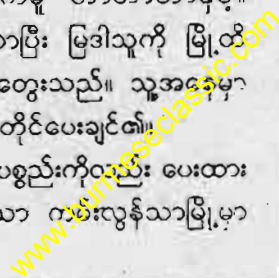 ာပြီး မြဒါသူကို မြို့တိ
တွေးသည်။ သူ့အနေမှာ
တိုင်ပေးချင်၏။
ပစ္စည်းကိုလည်း ပေးထား
သာ ကမ်းလွန်သာမြို့မှာ
www.burmeseclassic.com